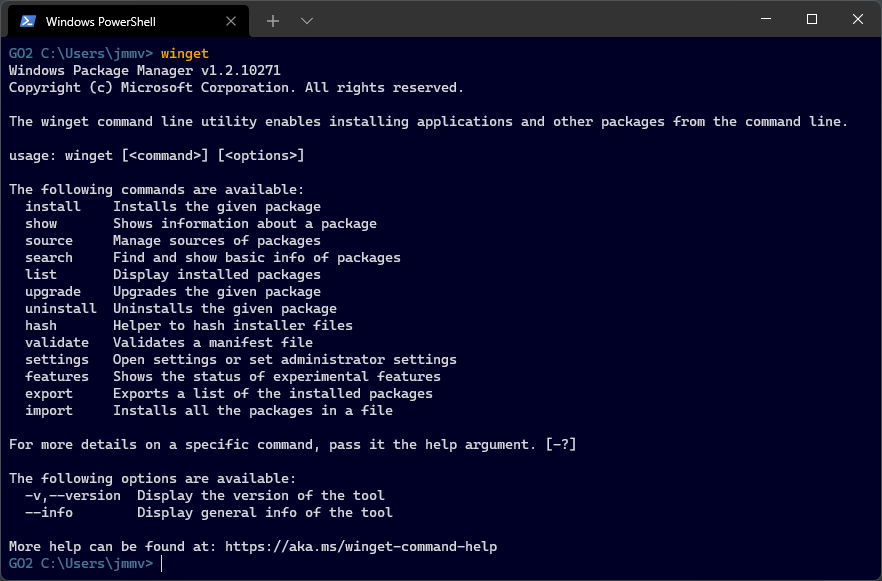 Windows PowerShell
GO2 C:\Users\jmmv> winget
Windows Package Manager v1.2.10271
Copyright (c) Microsoft Corporation. All rights reserved.

The winget command line utility enables installing applications and other packages from the command line.

usage: winget [<command>] [<options>]

The following commands are available:
  install    Installs the given package
  show       Shows information about a package
  source     Manage sources of packages
  search     Find and show basic info of packages
  list       Display installed packages
  upgrade    Upgrades the given package
  uninstall  Uninstalls the given package
  hash       Helper to hash installer files
  validate   Validates a manifest file
  settings   Open settings or set administrator settings
  features   Shows the status of experimental features
  export     Exports a list of the installed packages
  import     Installs all the packages in a file

For more details on a specific command, pass it the help argument. [-?]

The following options are available:
  -v,--version  Display the version of the tool
  --info        Display general info of the tool

More help can be found at: https://aka.ms/winget-command-help
GO2 C:\Users\jmmv>